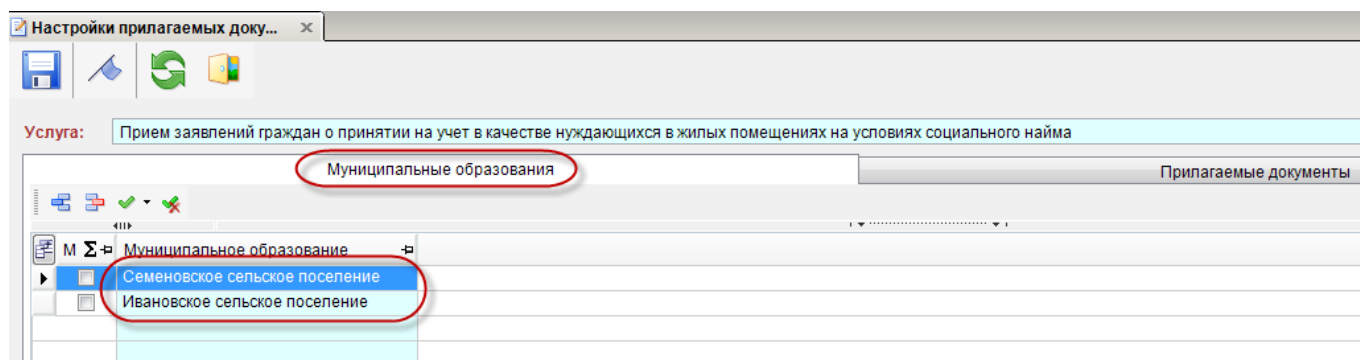 Настройки прилагаемых доку...
Услуга: Прием заявлений граждан о принятии на учет в качестве нуждающихся в жилых помещениях на условиях социального найма
Муниципальные образования Прилагаемые документы
М Σ Муниципальное образование
Семеновское сельское поселение
Ивановское сельское поселение